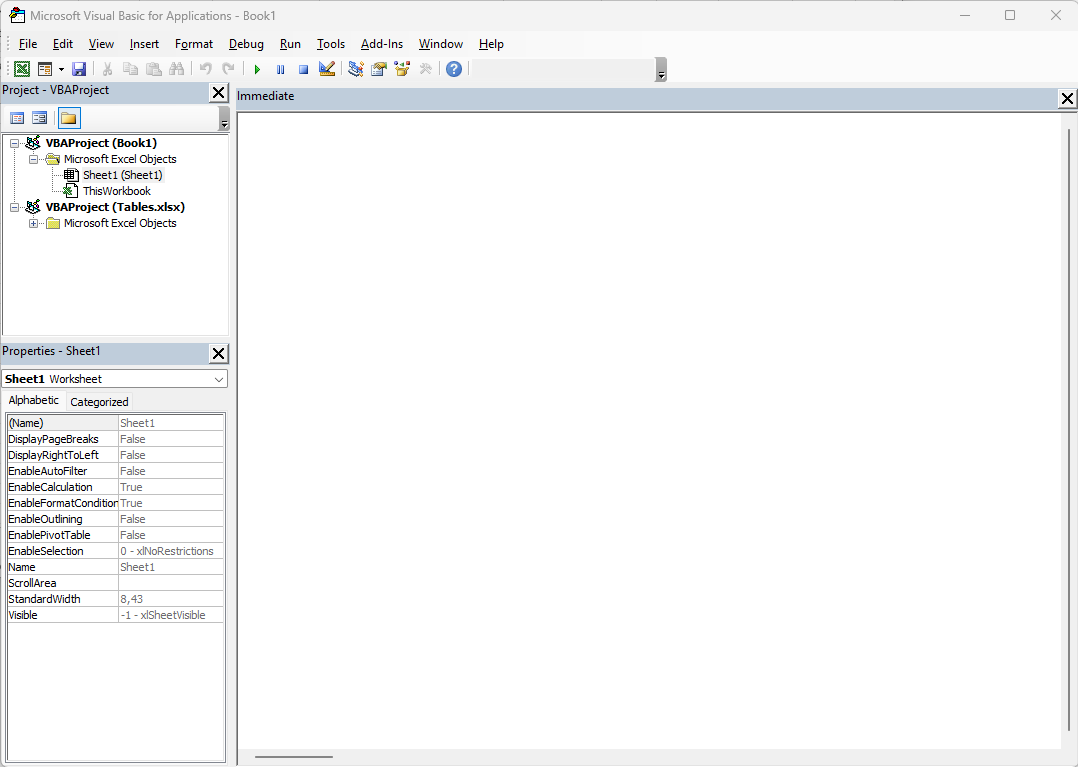 Microsoft Visual Basic for Applications - Book1
File Edit View Insert Format Debug Run Tools Add-Ins Window Help
Project - VBAProject
VBAProject (Book1)
Microsoft Excel Objects
Sheet1 (Sheet1)
ThisWorkbook
VBAProject (Tables.xlsx)
Microsoft Excel Objects
Properties - Sheet1
Sheet1 Worksheet
Alphabetic Categorized
(Name) Sheet1
DisplayPageBreaks False
DisplayRightToLeft False
EnableAutoFilter False
EnableCalculation True
EnableFormatCondition True
EnableOutlining False
EnablePivotTable False
EnableSelection 0 - xlNoRestrictions
Name Sheet1
ScrollArea
StandardWidth 8,43
Visible -1 - xlSheetVisible
Immediate